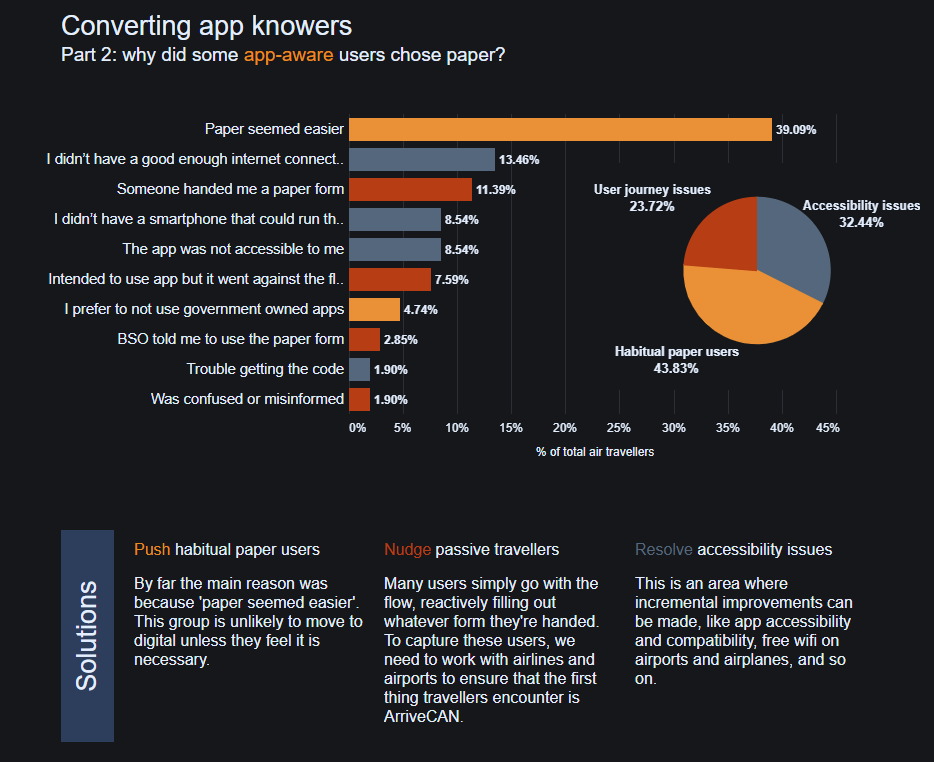 Converting app knowers
Part 2: why did some app-aware users chose paper?
Paper seemed easier
39.09%
I didn't have a good enough internet connect..
13.46%
Someone handed me a paper form
11.39%
I didn't have a smartphone that could run th..
8.54%
The app was not accessible to me
8.54%
Intended to use app but it went against the fl..
7.59%
I prefer to not use government owned apps
4.74%
BSO told me to use the paper form
2.85%
Trouble getting the code
1.90%
Was confused or misinformed
1.90%
0% 5% 10% 15% 20% 25% 30% 35% 40% 45%
% of total air travellers
User journey issues
23.72%
Accessibility issues
32.44%
Habitual paper users
43.83%
Solutions
Push habitual paper users
By far the main reason was
because 'paper seemed easier'.
This group is unlikely to move to
digital unless they feel it is
necessary.
Nudge passive travellers
Many users simply go with the
flow, reactively filling out
whatever form they're handed.
To capture these users, we
need to work with airlines and
airports to ensure that the first
thing travellers encounter is
ArriveCAN.
Resolve accessibility issues
This is an area where
incremental improvements can
be made, like app accessibility
and compatibility, free wifi on
airports and airplanes, and so
on.